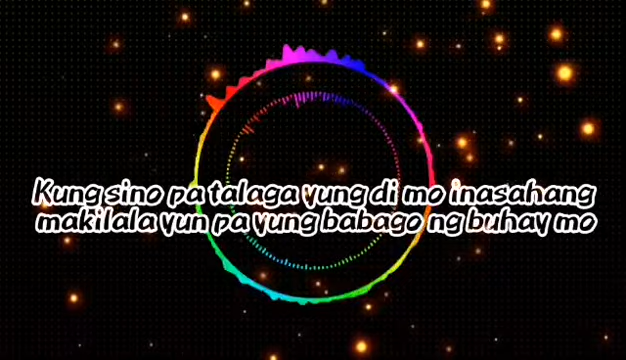 Kung sino pa talaga yung di mo inasahang
makilala yun pa yung babago ng buhay mo